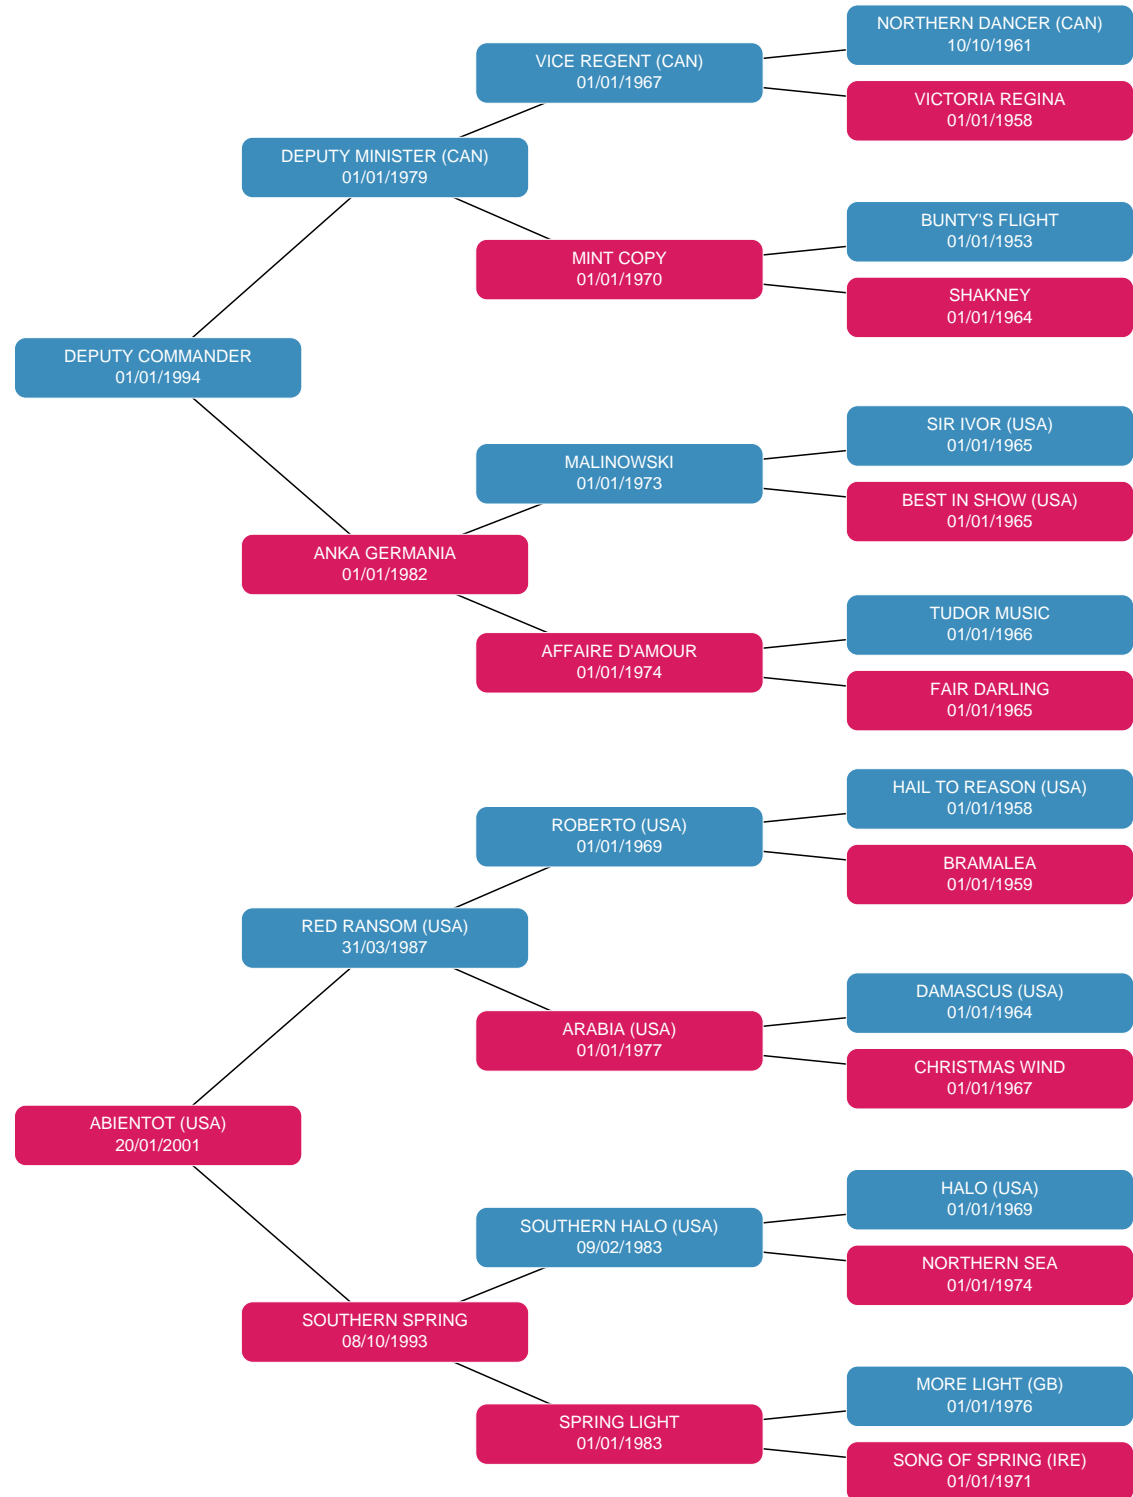 NORTHERN DANCER (CAN)
10/10/1961
VICE REGENT (CAN)
01/01/1967
VICTORIA REGINA
01/01/1958
DEPUTY MINISTER (CAN)
01/01/1979
BUNTY'S FLIGHT
01/01/1953
MINT COPY
01/01/1970
SHAKNEY
01/01/1964
DEPUTY COMMANDER
01/01/1994
SIR IVOR (USA)
01/01/1965
MALINOWSKI
01/01/1973
BEST IN SHOW (USA)
01/01/1965
ANKA GERMANIA
01/01/1982
TUDOR MUSIC
01/01/1966
AFFAIRE D'AMOUR
01/01/1974
FAIR DARLING
01/01/1965
HAIL TO REASON (USA)
01/01/1958
ROBERTO (USA)
01/01/1969
BRAMALEA
01/01/1959
RED RANSOM (USA)
31/03/1987
DAMASCUS (USA)
01/01/1964
ARABIA (USA)
01/01/1977
CHRISTMAS WIND
01/01/1967
ABIENTOT (USA)
20/01/2001
HALO (USA)
01/01/1969
SOUTHERN HALO (USA)
09/02/1983
NORTHERN SEA
01/01/1974
SOUTHERN SPRING
08/10/1993
MORE LIGHT (GB)
01/01/1976
SPRING LIGHT
01/01/1983
SONG OF SPRING (IRE)
01/01/1971